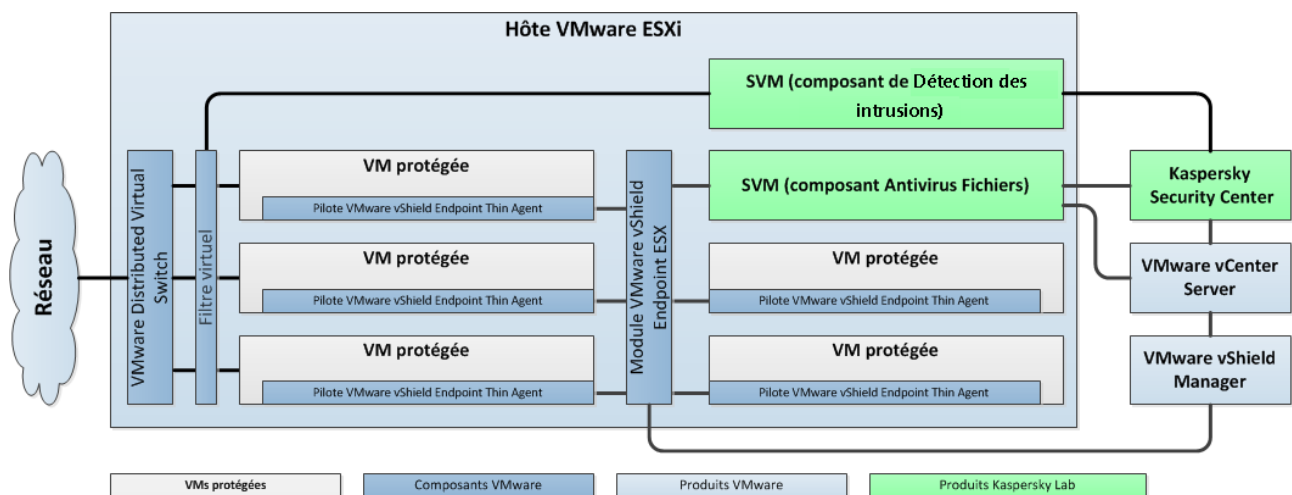 Hôte VMware ESXi
SVM (composant de Détection des
intrusions)
Réseau
VMware Distributed Virtual
Switch
Filtre virtuel
VM protégée
Pilote VMware vShield Endpoint Thin Agent
VM protégée
Pilote VMware vShield Endpoint Thin Agent
VM protégée
Pilote VMware vShield Endpoint Thin Agent
Module VMware vShield
Endpoint ESX
SVM (composant Antivirus Fichiers)
VM protégée
Pilote VMware vShield Endpoint Thin Agent
VM protégée
Pilote VMware vShield Endpoint Thin Agent
Kaspersky
Security Center
VMware vCenter
Server
VMware vShield
Manager
VMs protégées
Composants VMware
Produits VMware
Produits Kaspersky Lab